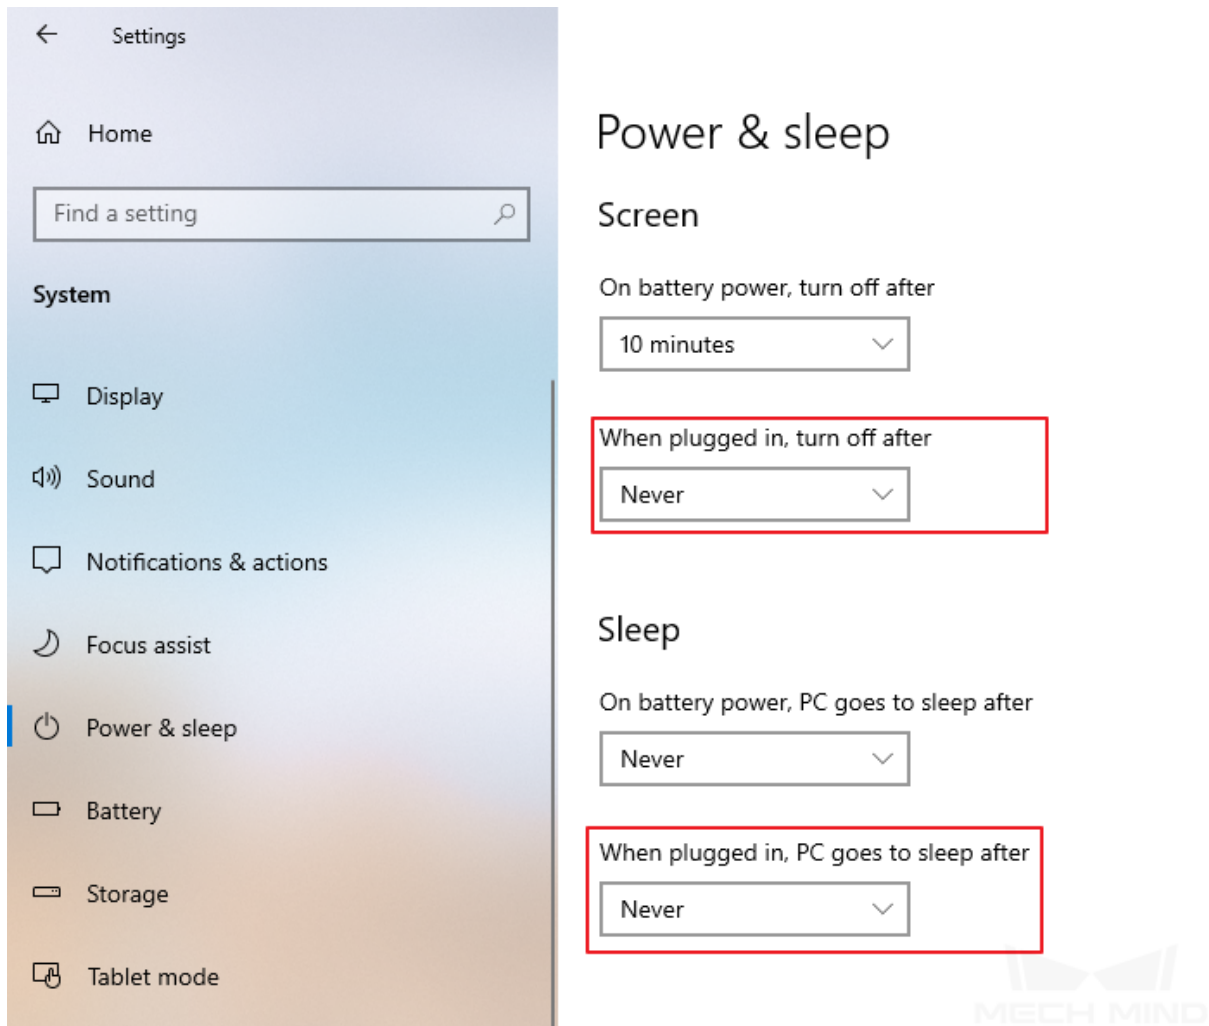 Settings
Home
Find a setting
System
Display
Sound
Notifications & actions
Focus assist
Power & sleep
Battery
Storage
Tablet mode
Power & sleep
Screen
On battery power, turn off after
10 minutes
When plugged in, turn off after
Never
Sleep
On battery power, PC goes to sleep after
Never
When plugged in, PC goes to sleep after
Never
MECH MIND